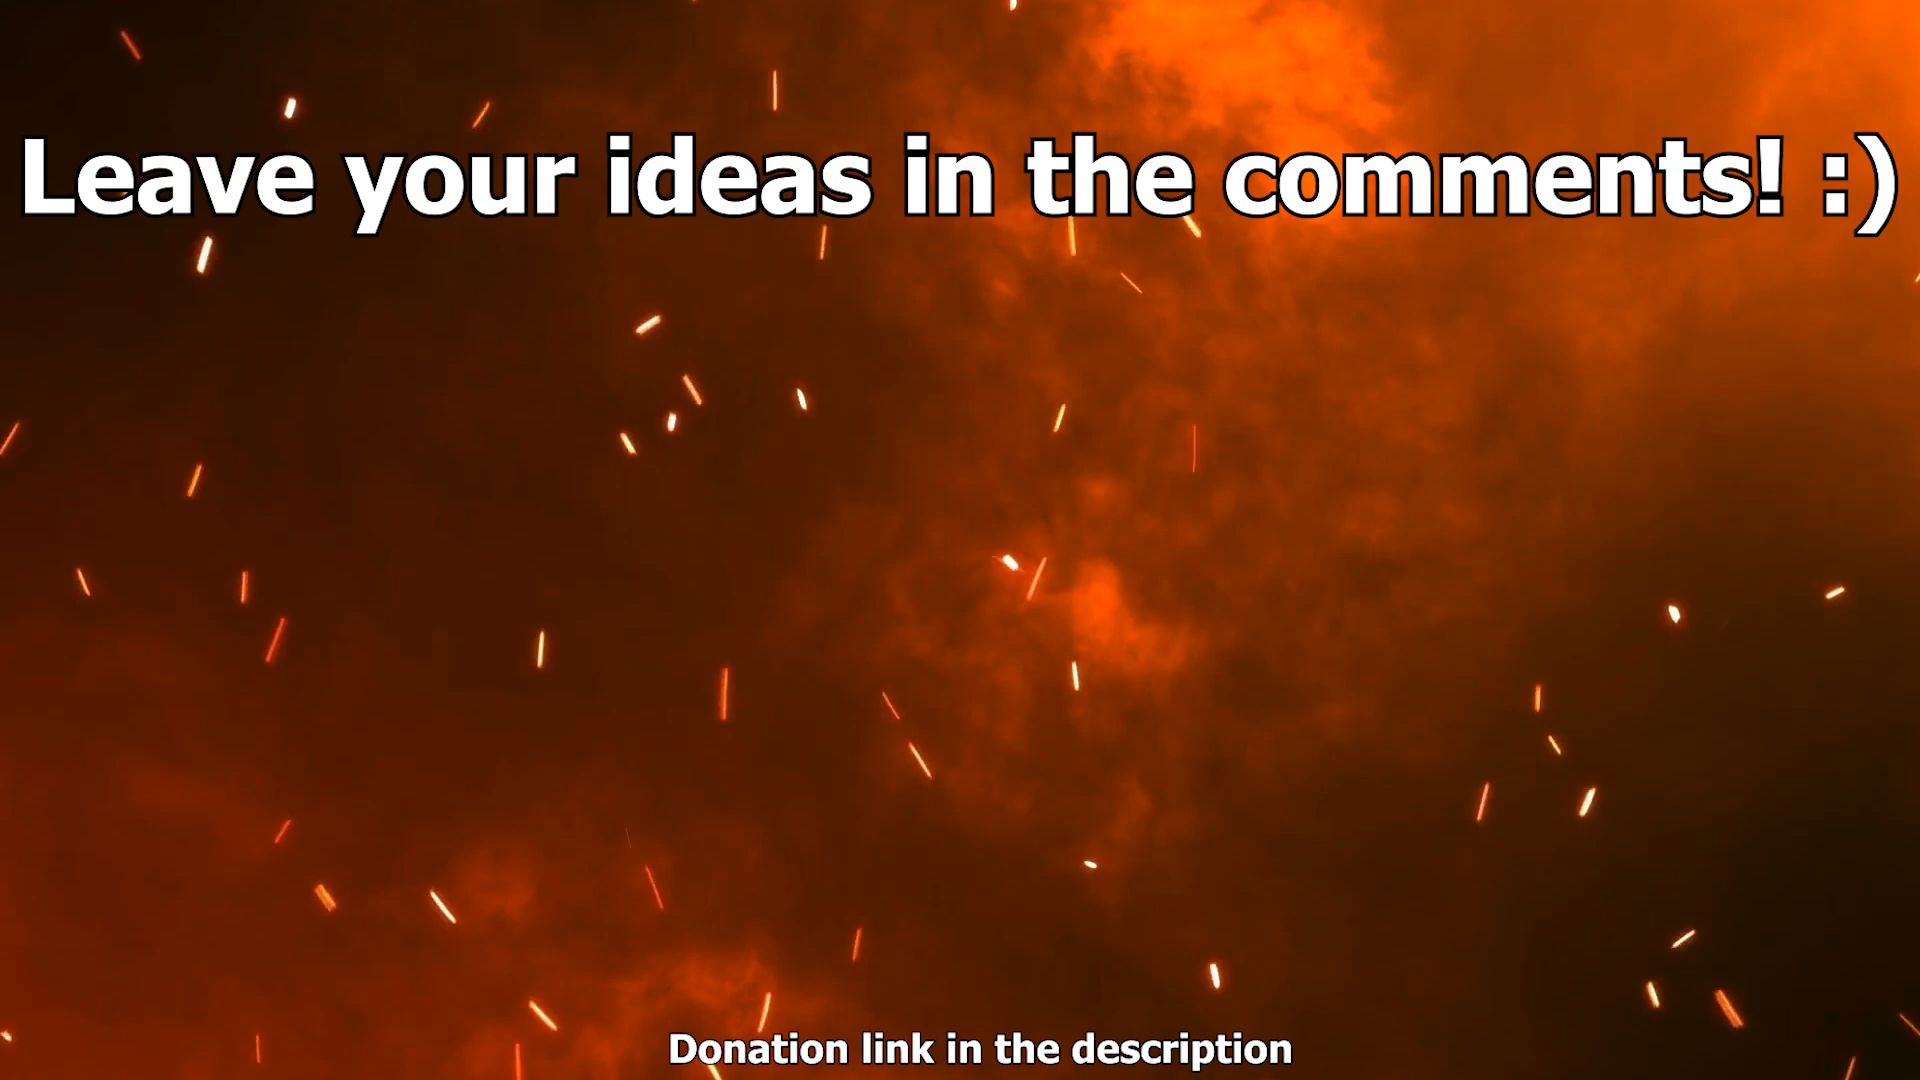 Leave your ideas in the comments! :)
Donation link in the description